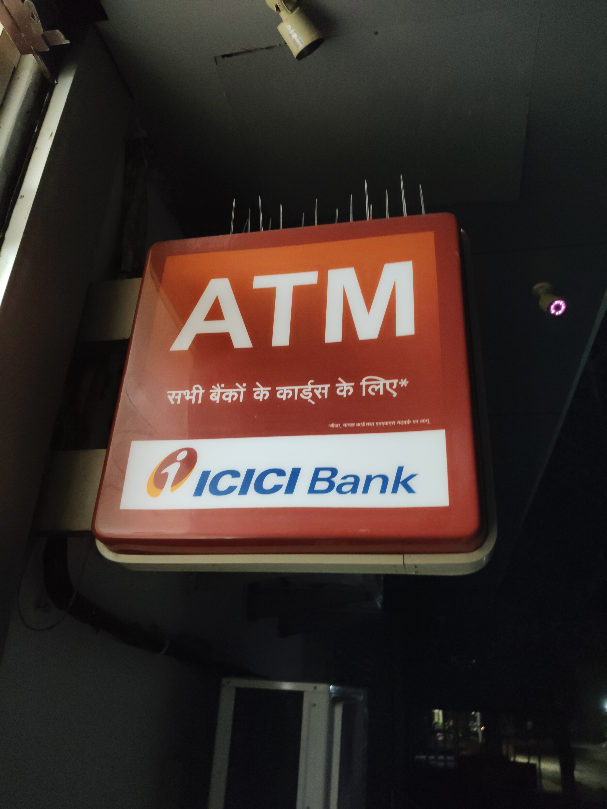 ATM
सभी बैंकों के कार्ड्स के लिए*
ICICI Bank